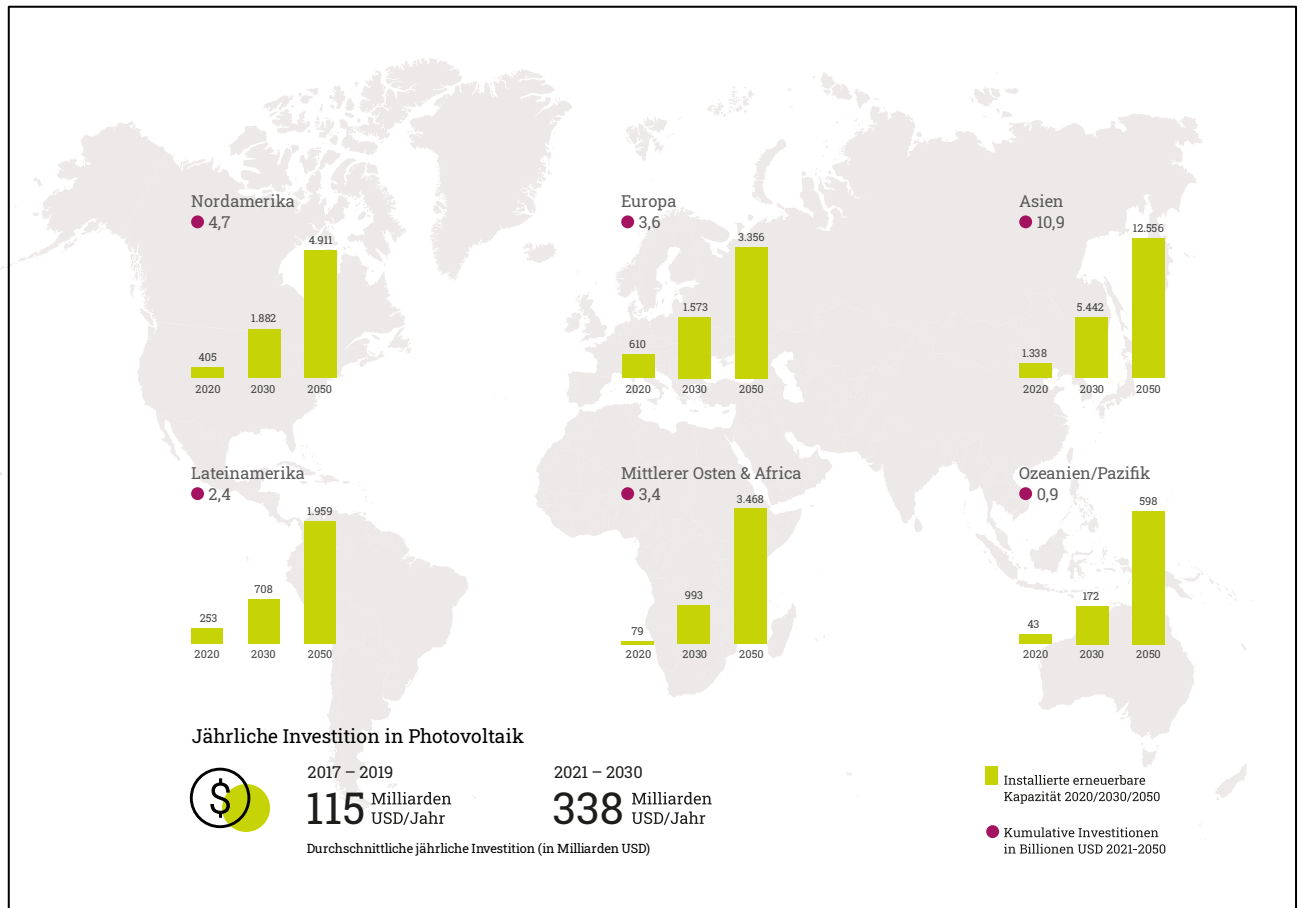 Nordamerika
4,7
4.911
1.882
405
2020 2030 2050
Europa
3,6
3.356
1.573
610
2020 2030 2050
Asien
10,9
12.556
5.442
1.338
2020 2030 2050
Lateinamerika
2,4
1.959
708
253
2020 2030 2050
Mittlerer Osten & Africa
3,4
3.468
993
79
2020 2030 2050
Ozeanien/Pazifik
0,9
598
172
43
2020 2030 2050
Jährliche Investition in Photovoltaik
$
2017 – 2019
115 Milliarden
USD/Jahr
2021 – 2030
338 Milliarden
USD/Jahr
Durchschnittliche jährliche Investition (in Milliarden USD)
Installierte erneuerbare
Kapazität 2020/2030/2050
Kumulative Investitionen
in Billionen USD 2021-2050